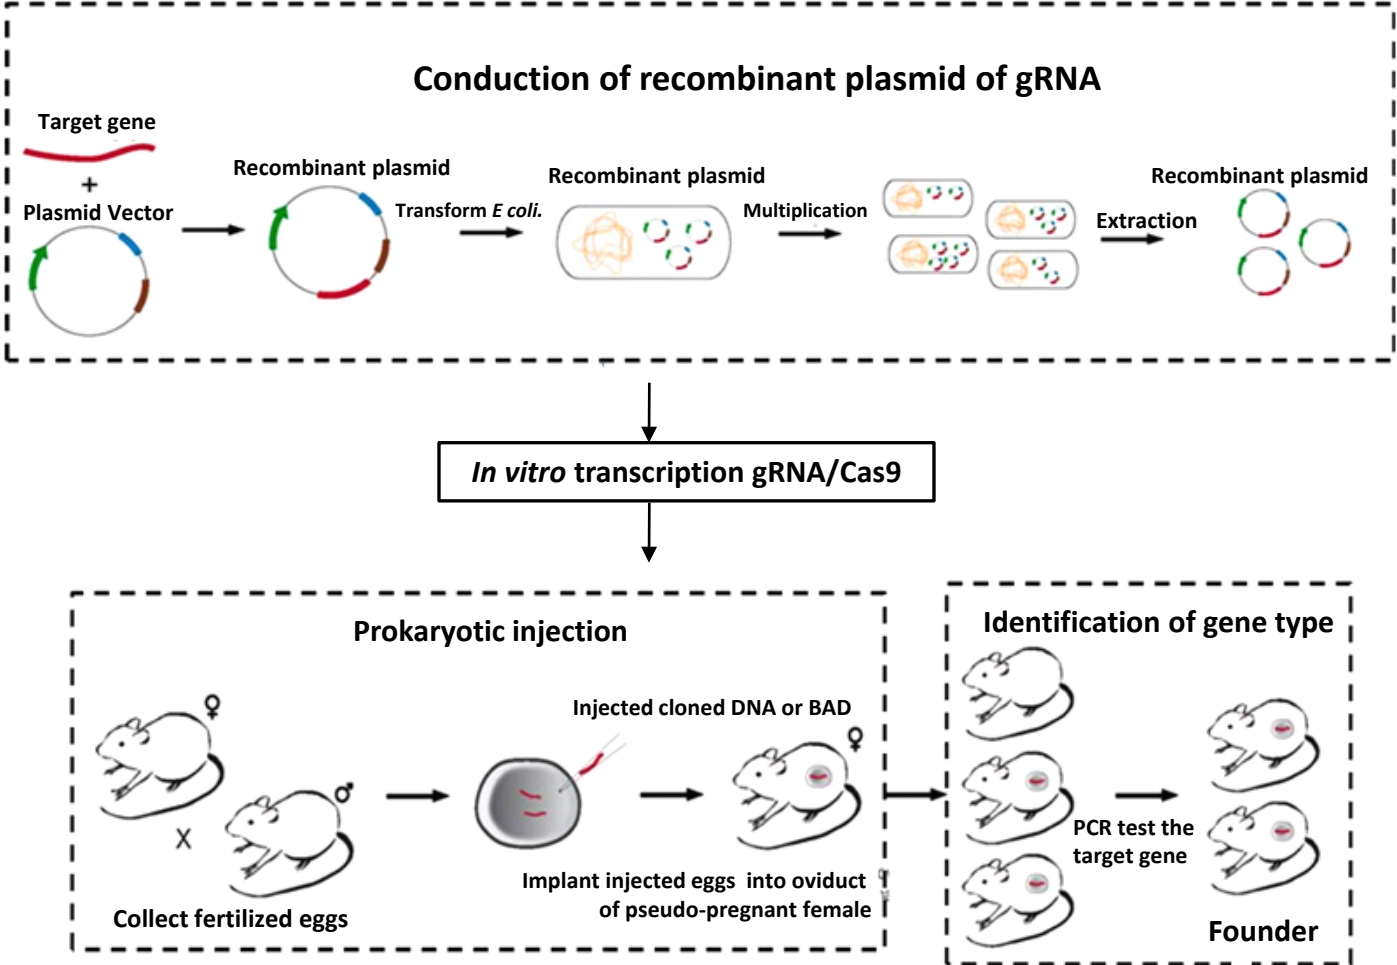 Conduction of recombinant plasmid of gRNA
Target gene
+
Plasmid Vector
Recombinant plasmid
Transform E coli.
Recombinant plasmid
Multiplication
Extraction
Recombinant plasmid
In vitro transcription gRNA/Cas9
Prokaryotic injection
♀
♂
X
Collect fertilized eggs
Injected cloned DNA or BAD
♀
Implant injected eggs into oviduct
of pseudo-pregnant female
Identification of gene type
PCR test the
target gene
Founder